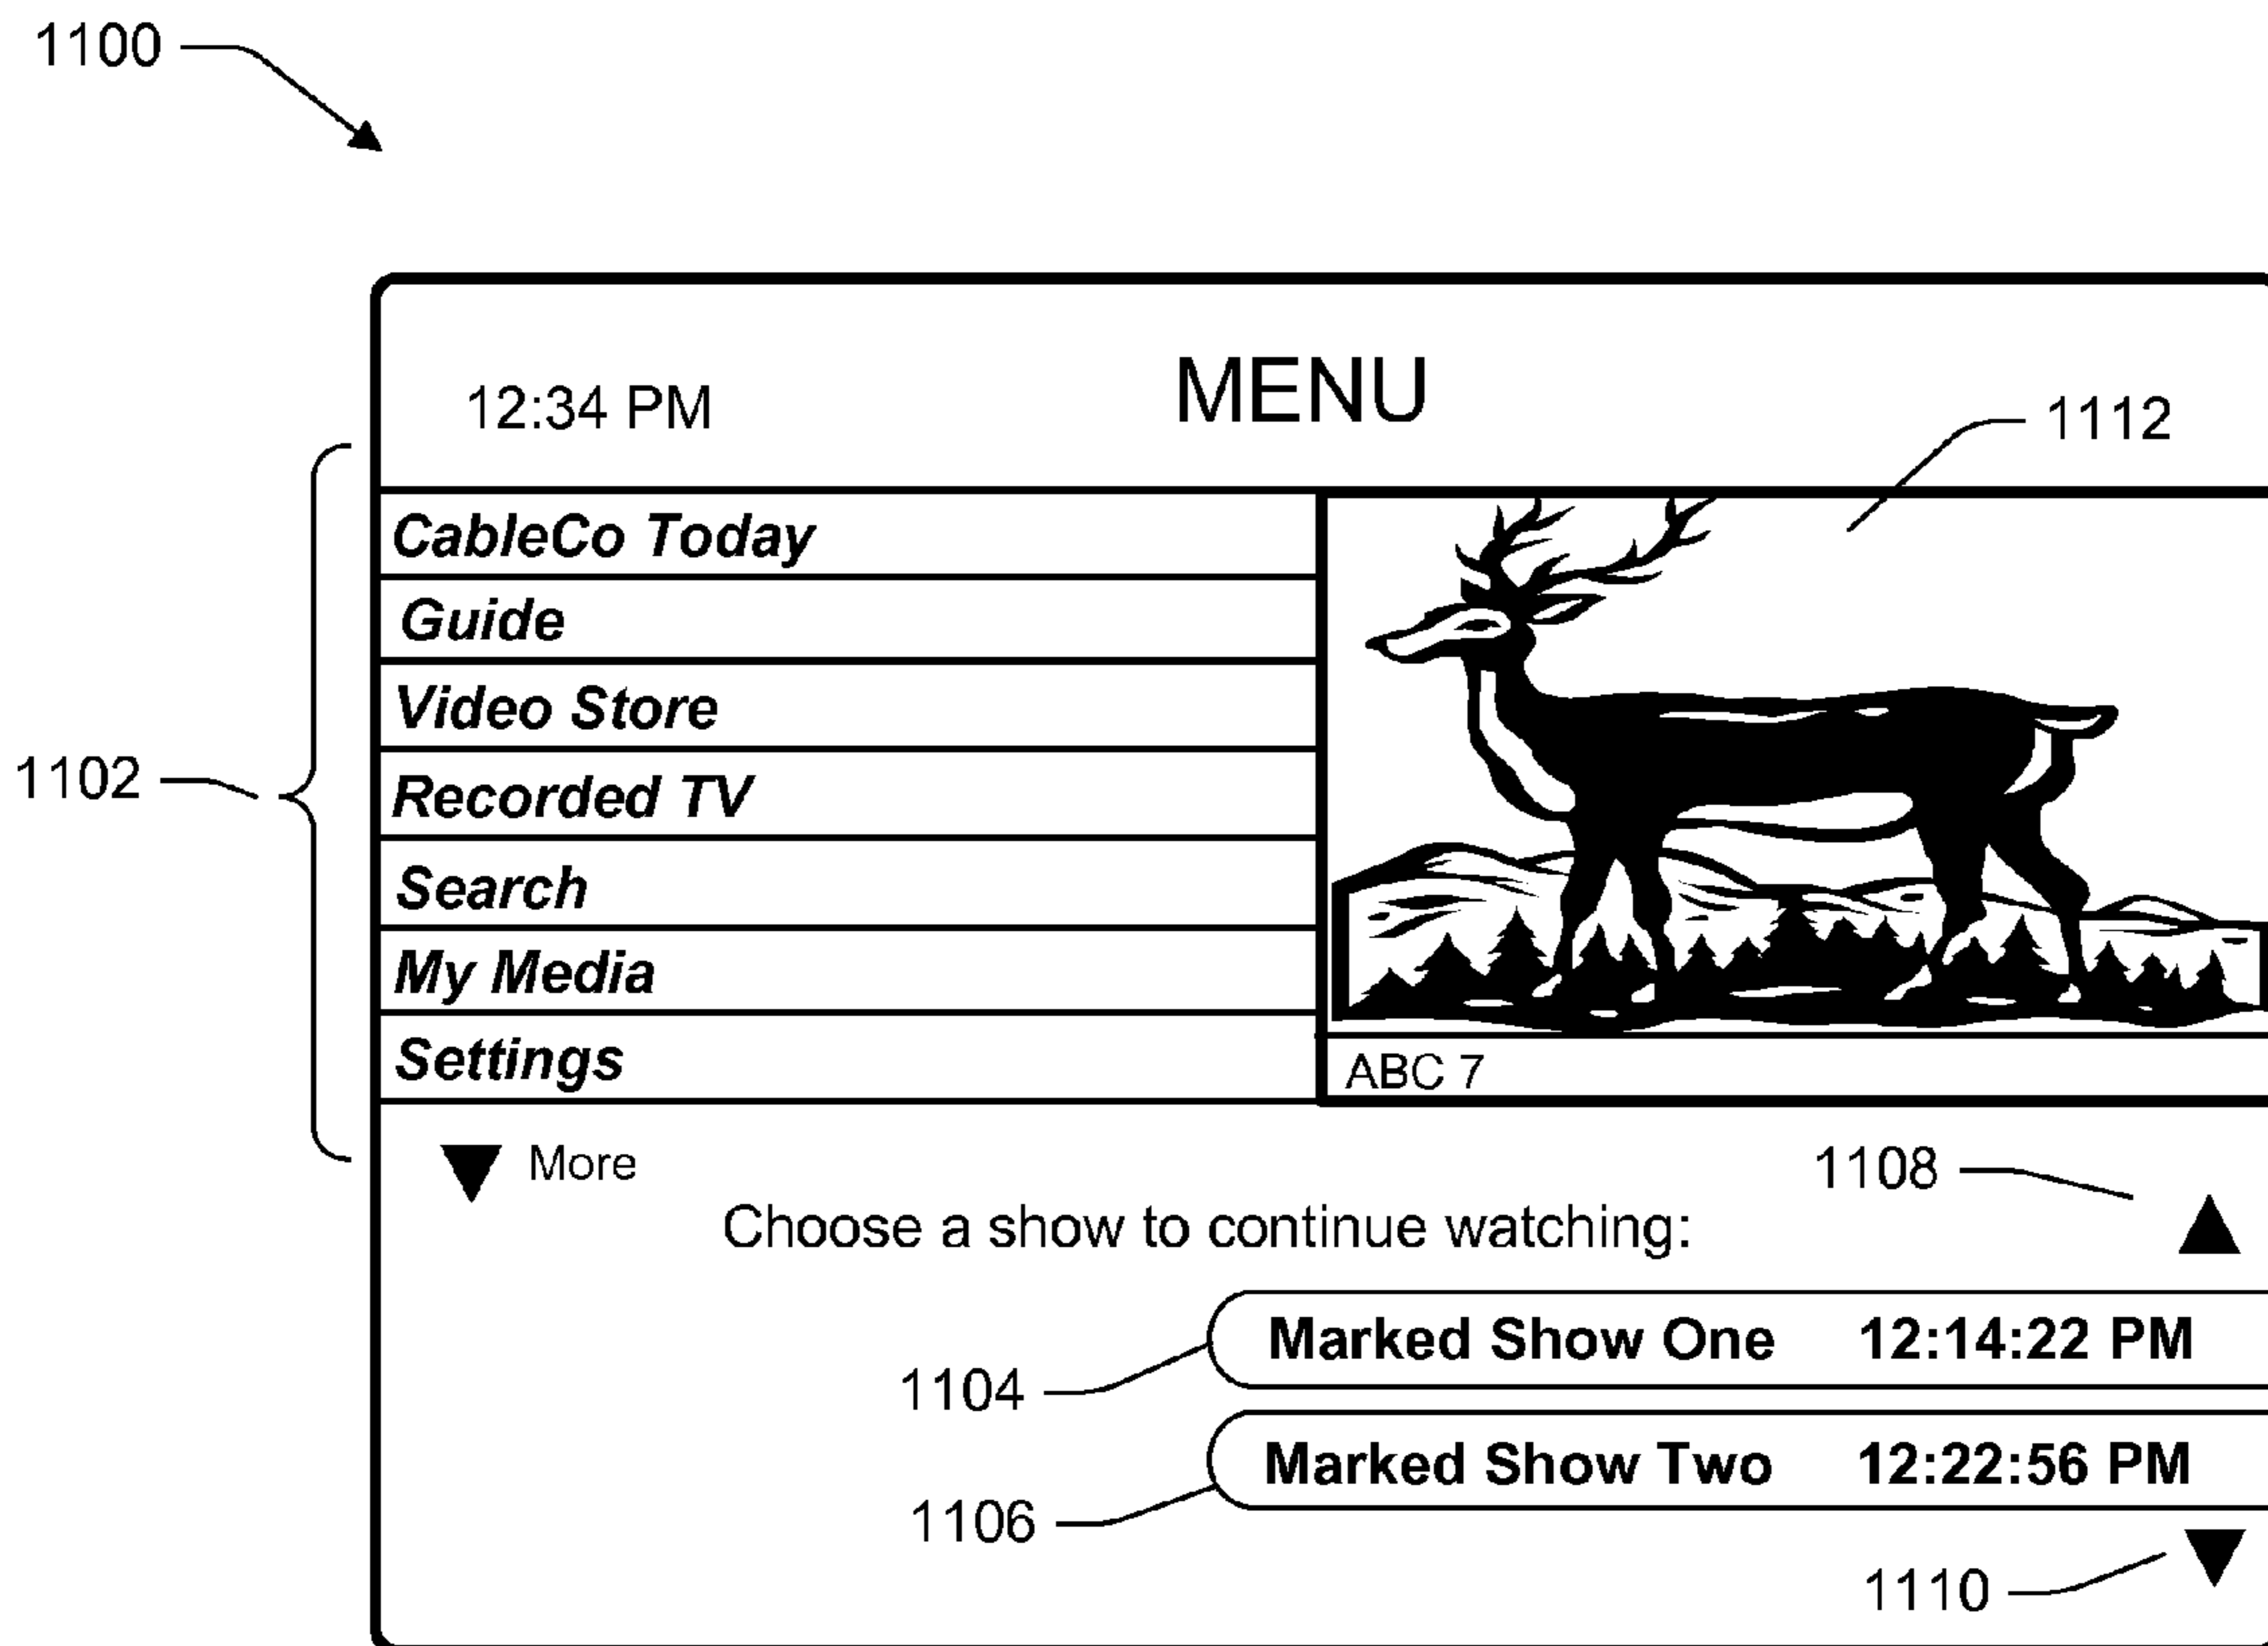 1100
MENU
12:34 PM
1112
CableCo Today
Guide
Video Store
1102
Recorded TV
Search
My Media
Settings
ABC 7
More
1108
Choose a show to continue watching:
Marked Show One 12:14:22 PM
1104
Marked Show Two 12:22:56 PM
1106
1110